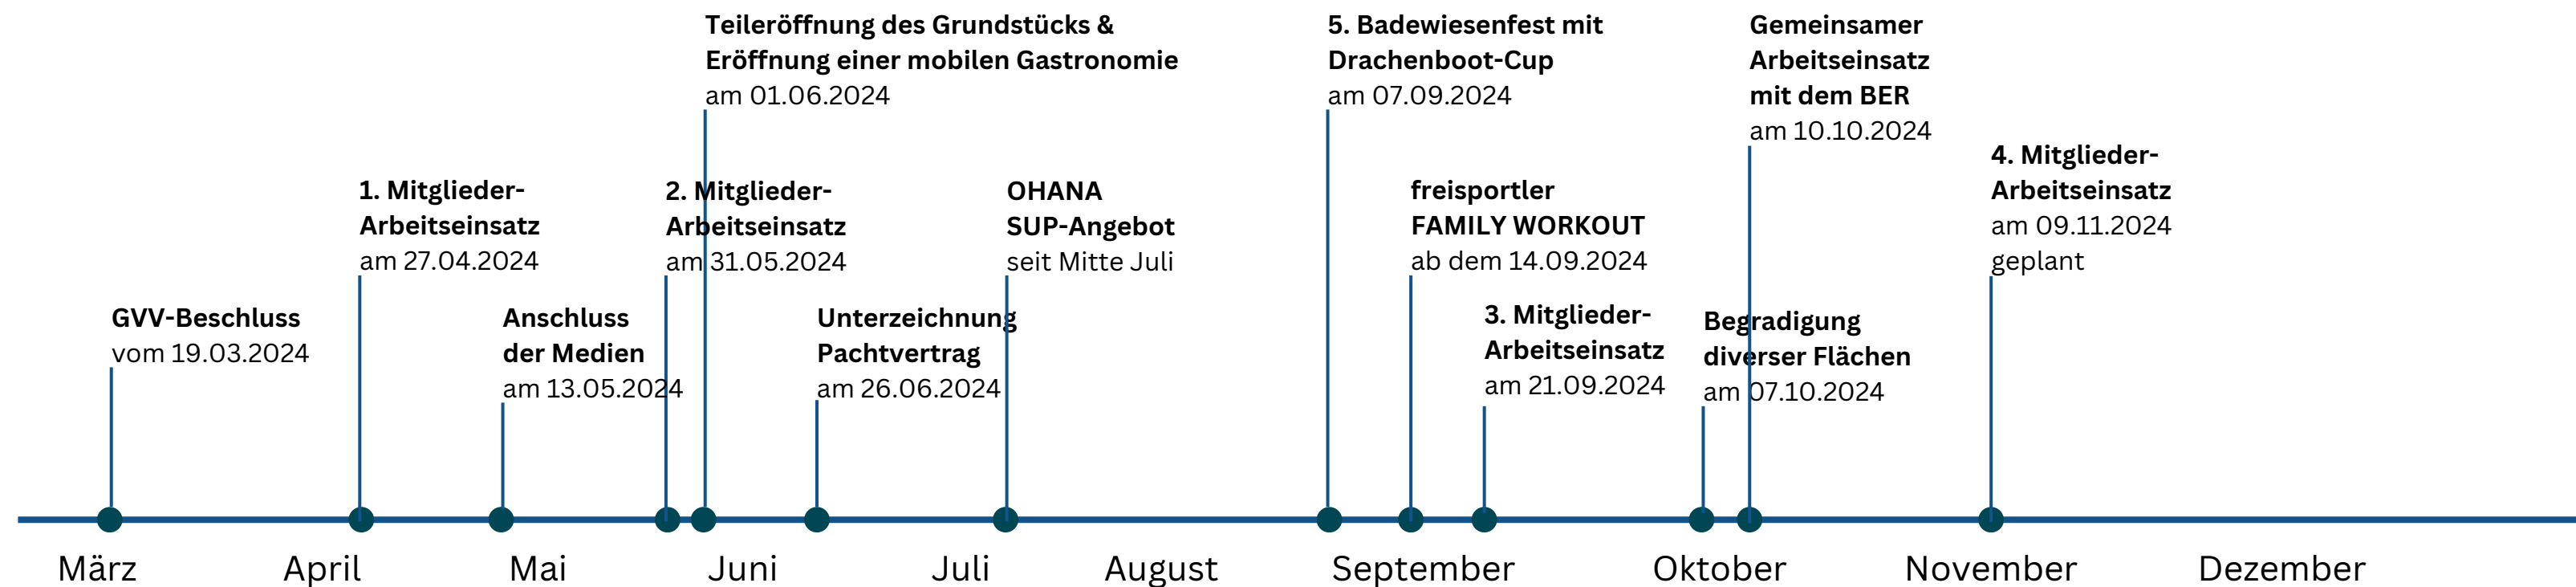 GVV-Beschluss
vom 19.03.2024
1. Mitglieder-
Arbeitseinsatz
am 27.04.2024
Anschluss
der Medien
am 13.05.2024
2. Mitglieder-
Arbeitseinsatz
am 31.05.2024
Teileröffnung des Grundstücks &
Eröffnung einer mobilen Gastronomie
am 01.06.2024
Unterzeichnung
Pachtvertrag
am 26.06.2024
OHANA
SUP-Angebot
seit Mitte Juli
5. Badewiesenfest mit
Drachenboot-Cup
am 07.09.2024
freisportler
FAMILY WORKOUT
ab dem 14.09.2024
3. Mitglieder-
Arbeitseinsatz
am 21.09.2024
Begradigung
diverser Flächen
am 07.10.2024
Gemeinsamer
Arbeitseinsatz
mit dem BER
am 10.10.2024
4. Mitglieder-
Arbeitseinsatz
am 09.11.2024
geplant
März April Mai Juni Juli August September Oktober November Dezember